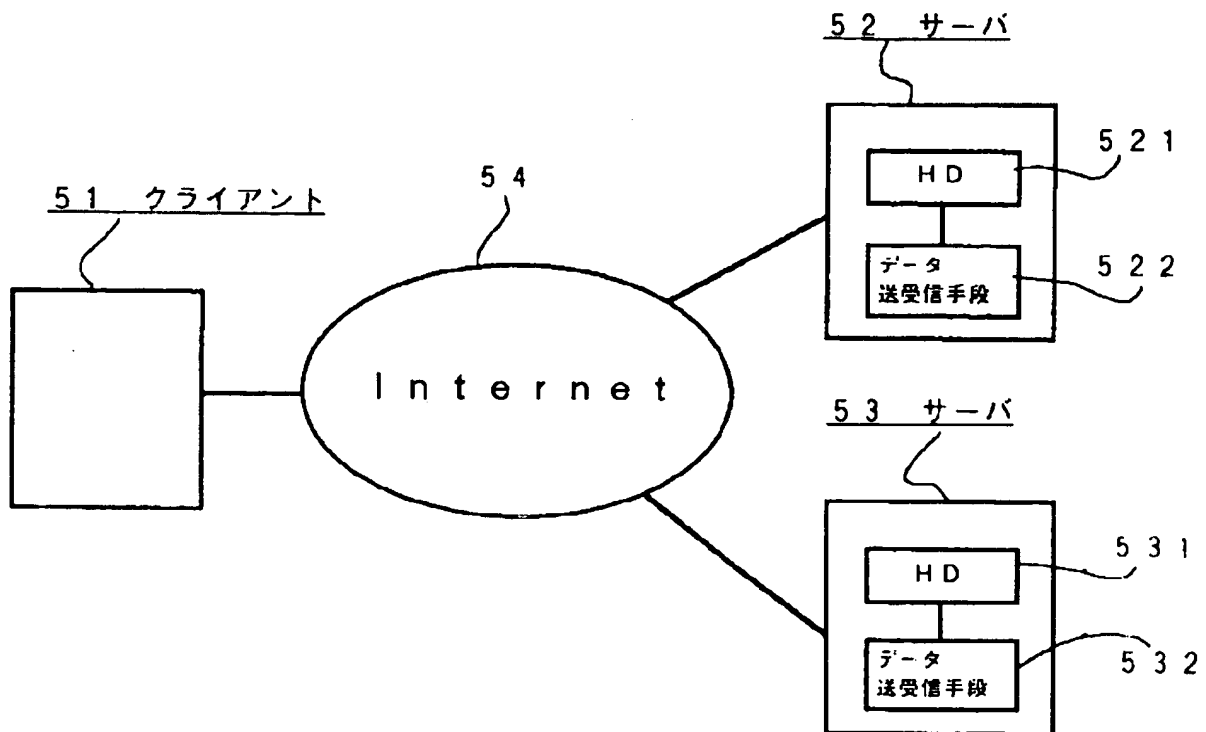 52 サーバ
521
HD
データ
送受信手段
522
54
51 クライアント
Internet
53 サーバ
531
HD
データ
送受信手段
532